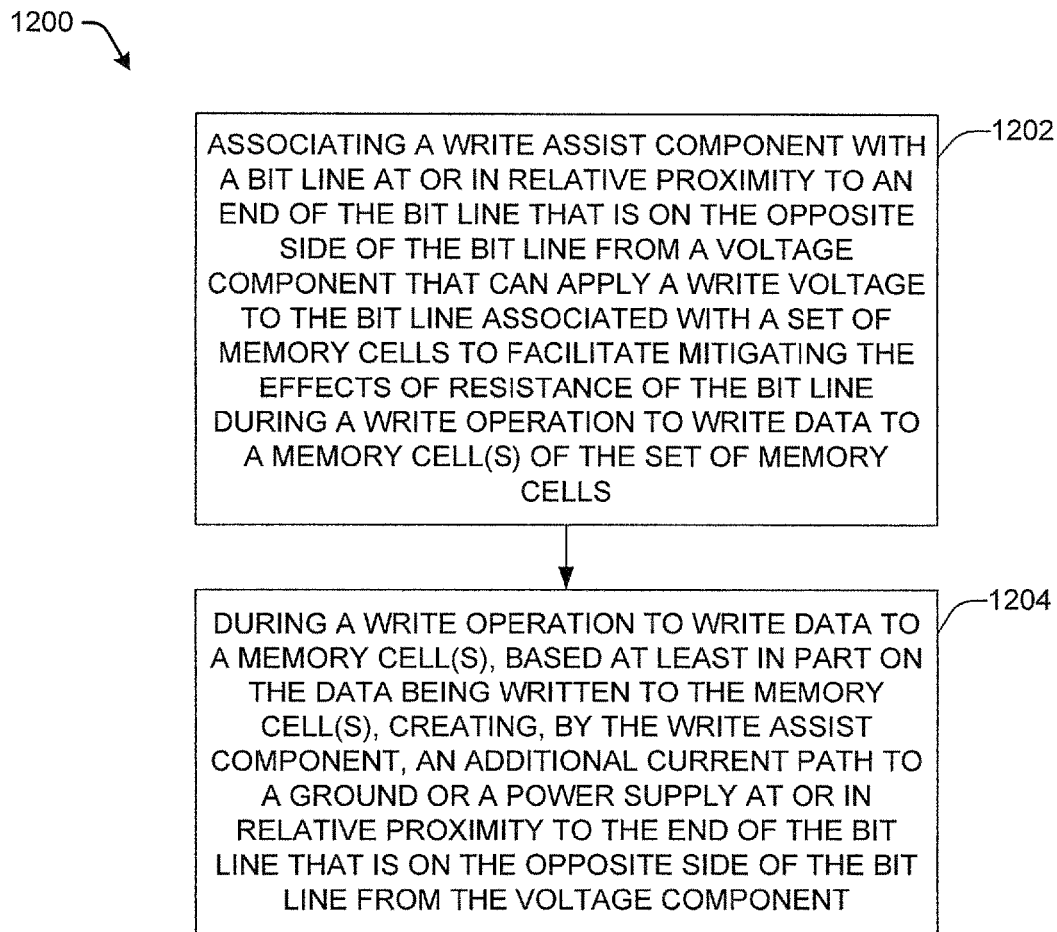 1200
1202
ASSOCIATING A WRITE ASSIST COMPONENT WITH
A BIT LINE AT OR IN RELATIVE PROXIMITY TO AN
END OF THE BIT LINE THAT IS ON THE OPPOSITE
SIDE OF THE BIT LINE FROM A VOLTAGE
COMPONENT THAT CAN APPLY A WRITE VOLTAGE
TO THE BIT LINE ASSOCIATED WITH A SET OF
MEMORY CELLS TO FACILITATE MITIGATING THE
EFFECTS OF RESISTANCE OF THE BIT LINE
DURING A WRITE OPERATION TO WRITE DATA TO
A MEMORY CELL(S) OF THE SET OF MEMORY
CELLS
1204
DURING A WRITE OPERATION TO WRITE DATA TO
A MEMORY CELL(S), BASED AT LEAST IN PART ON
THE DATA BEING WRITTEN TO THE MEMORY
CELL(S), CREATING, BY THE WRITE ASSIST
COMPONENT, AN ADDITIONAL CURRENT PATH TO
A GROUND OR A POWER SUPPLY AT OR IN
RELATIVE PROXIMITY TO THE END OF THE BIT
LINE THAT IS ON THE OPPOSITE SIDE OF THE BIT
LINE FROM THE VOLTAGE COMPONENT